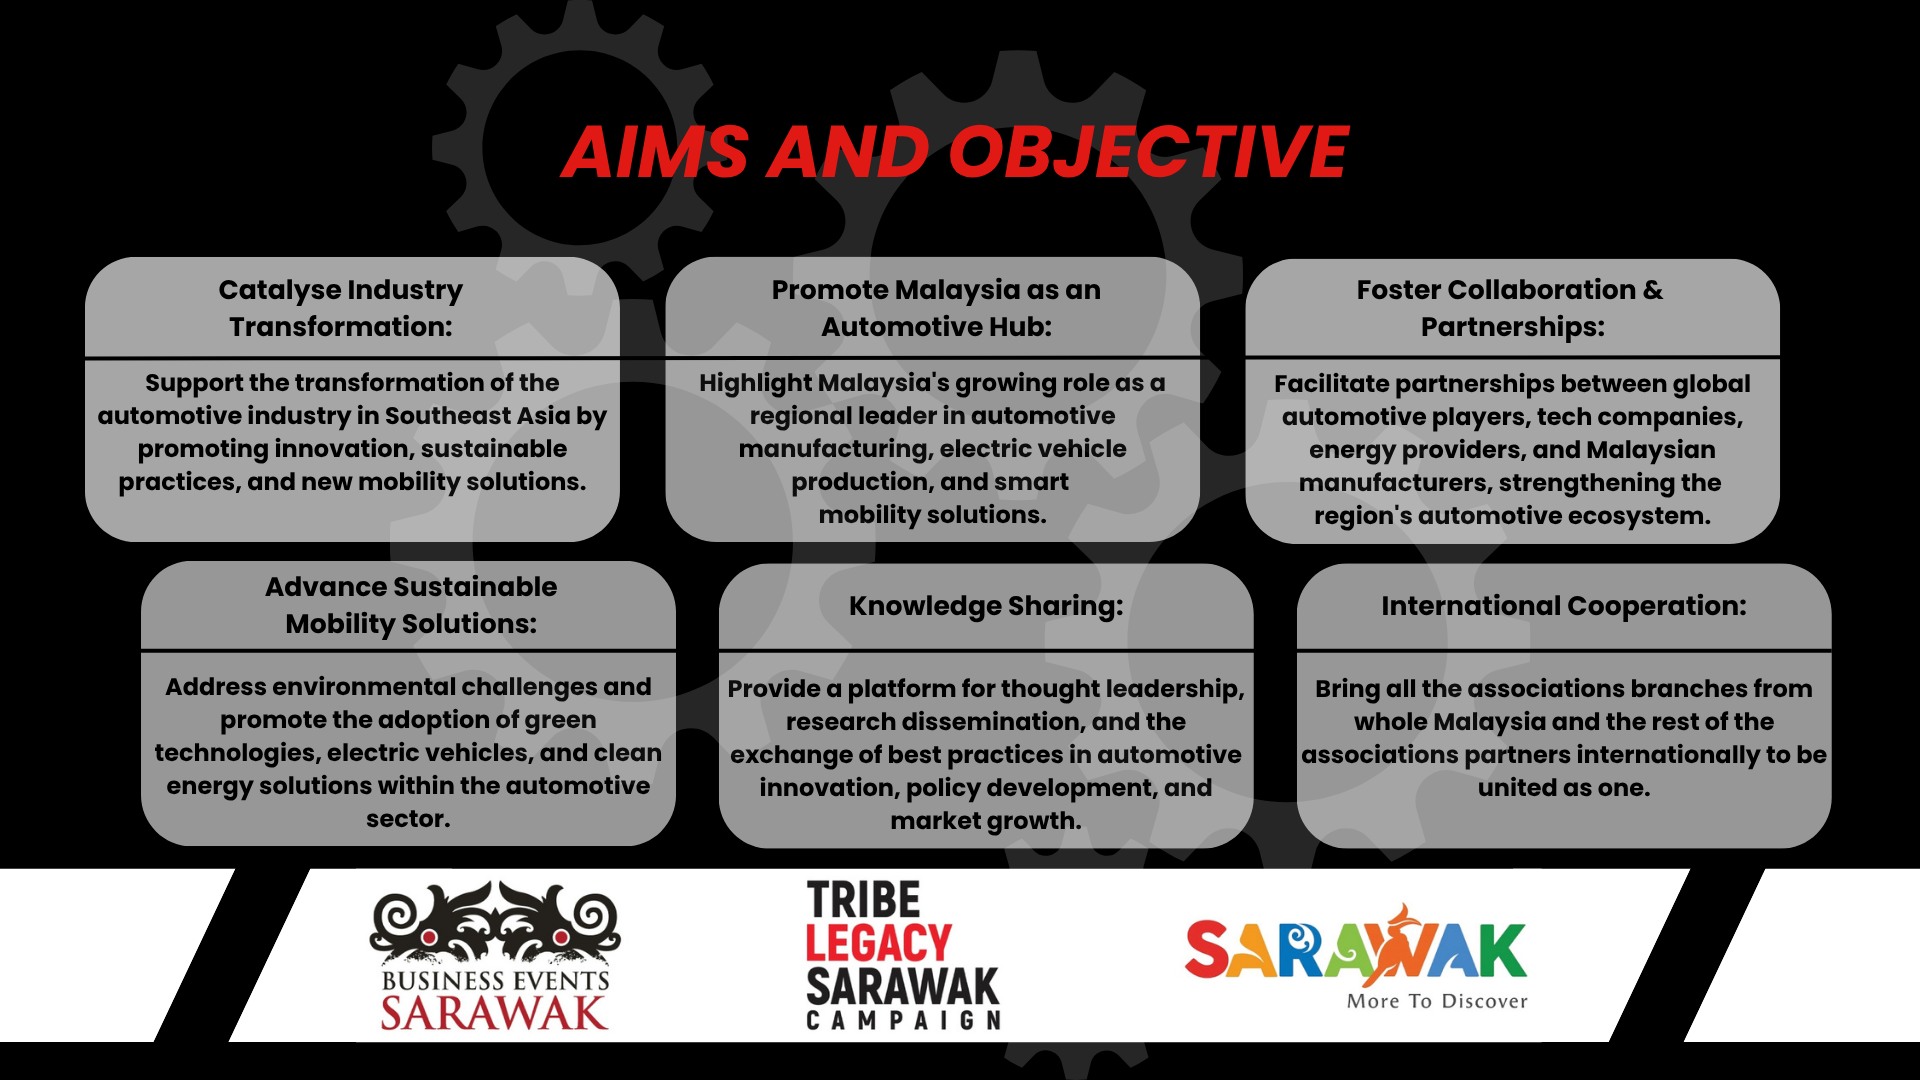 AIMS AND OBJECTIVE
Catalyse Industry
Transformation:
Support the transformation of the
automotive industry in Southeast Asia by
promoting innovation, sustainable
practices, and new mobility solutions.
Promote Malaysia as an
Automotive Hub:
Highlight Malaysia's growing role as a
regional leader in automotive
manufacturing, electric vehicle
production, and smart
mobility solutions.
Foster Collaboration &
Partnerships:
Facilitate partnerships between global
automotive players, tech companies,
energy providers, and Malaysian
manufacturers, strengthening the
region's automotive ecosystem.
Advance Sustainable
Mobility Solutions:
Address environmental challenges and
promote the adoption of green
technologies, electric vehicles, and clean
energy solutions within the automotive
sector.
Knowledge Sharing:
Provide a platform for thought leadership,
research dissemination, and the
exchange of best practices in automotive
innovation, policy development, and
market growth.
International Cooperation:
Bring all the associations branches from
whole Malaysia and the rest of the
associations partners internationally to be
united as one.
BUSINESS EVENTS
SARAWAK
TRIBE
LEGACY
SARAWAK
CAMPAIGN
SARAWAK
More To Discover